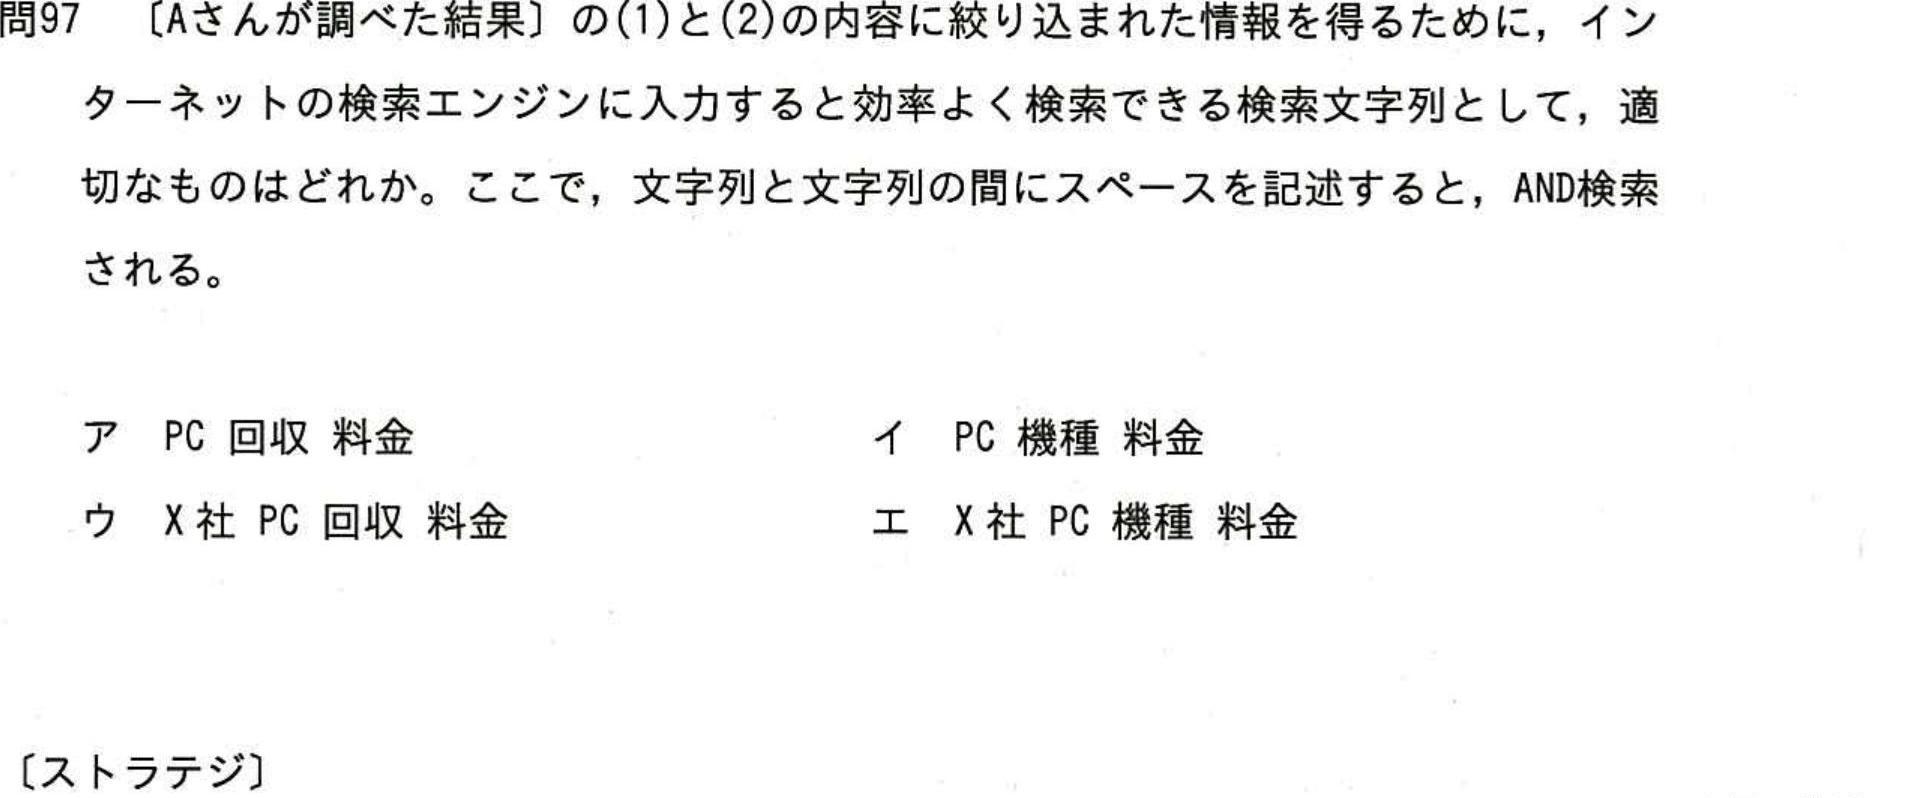 問97　〔Aさんが調べた結果〕の(1)と(2)の内容に絞り込まれた情報を得るために，イン
ターネットの検索エンジンに入力すると効率よく検索できる検索文字列として，適
切なものはどれか。ここで，文字列と文字列の間にスペースを記述すると，AND検索
される。
ア　PC 回収 料金　イ　PC 機種 料金
ウ　X社 PC 回収 料金　エ　X社 PC 機種 料金
〔ストラテジ〕